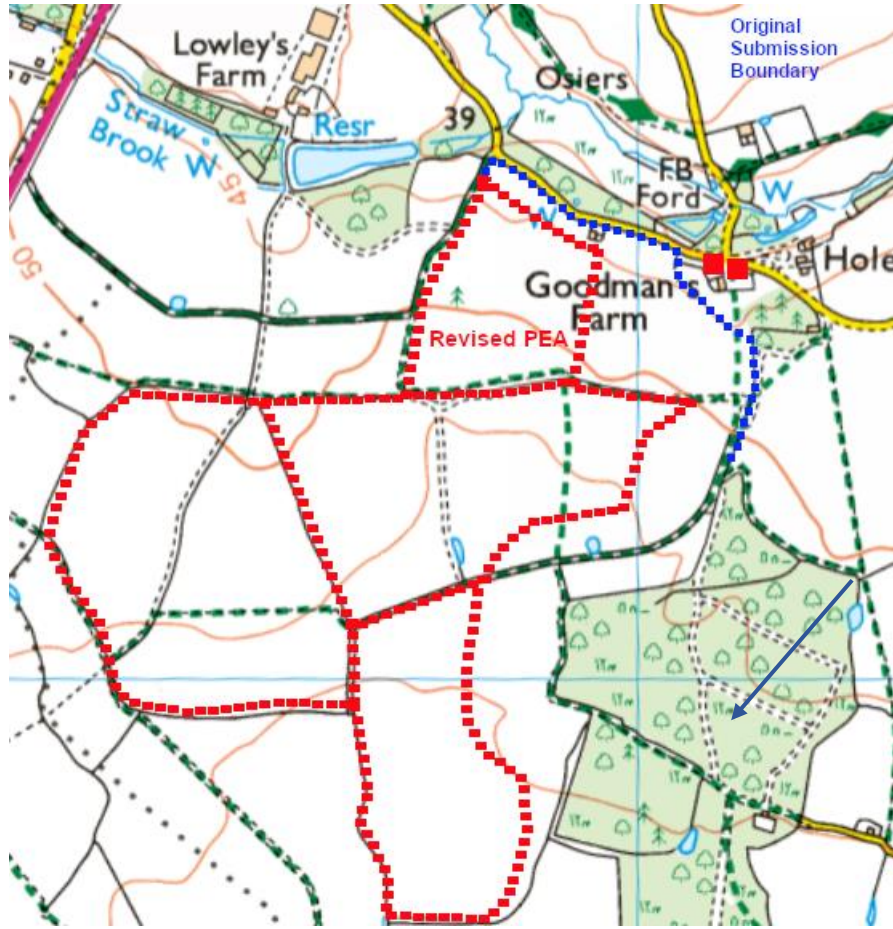 Original
Submission
Boundary
Lowley's
Farm
Osiers
Straw
Brook W
Resr
39
FB
Ford
W
45
50
W
Hole
Goodman's
Farm
Revised PEA